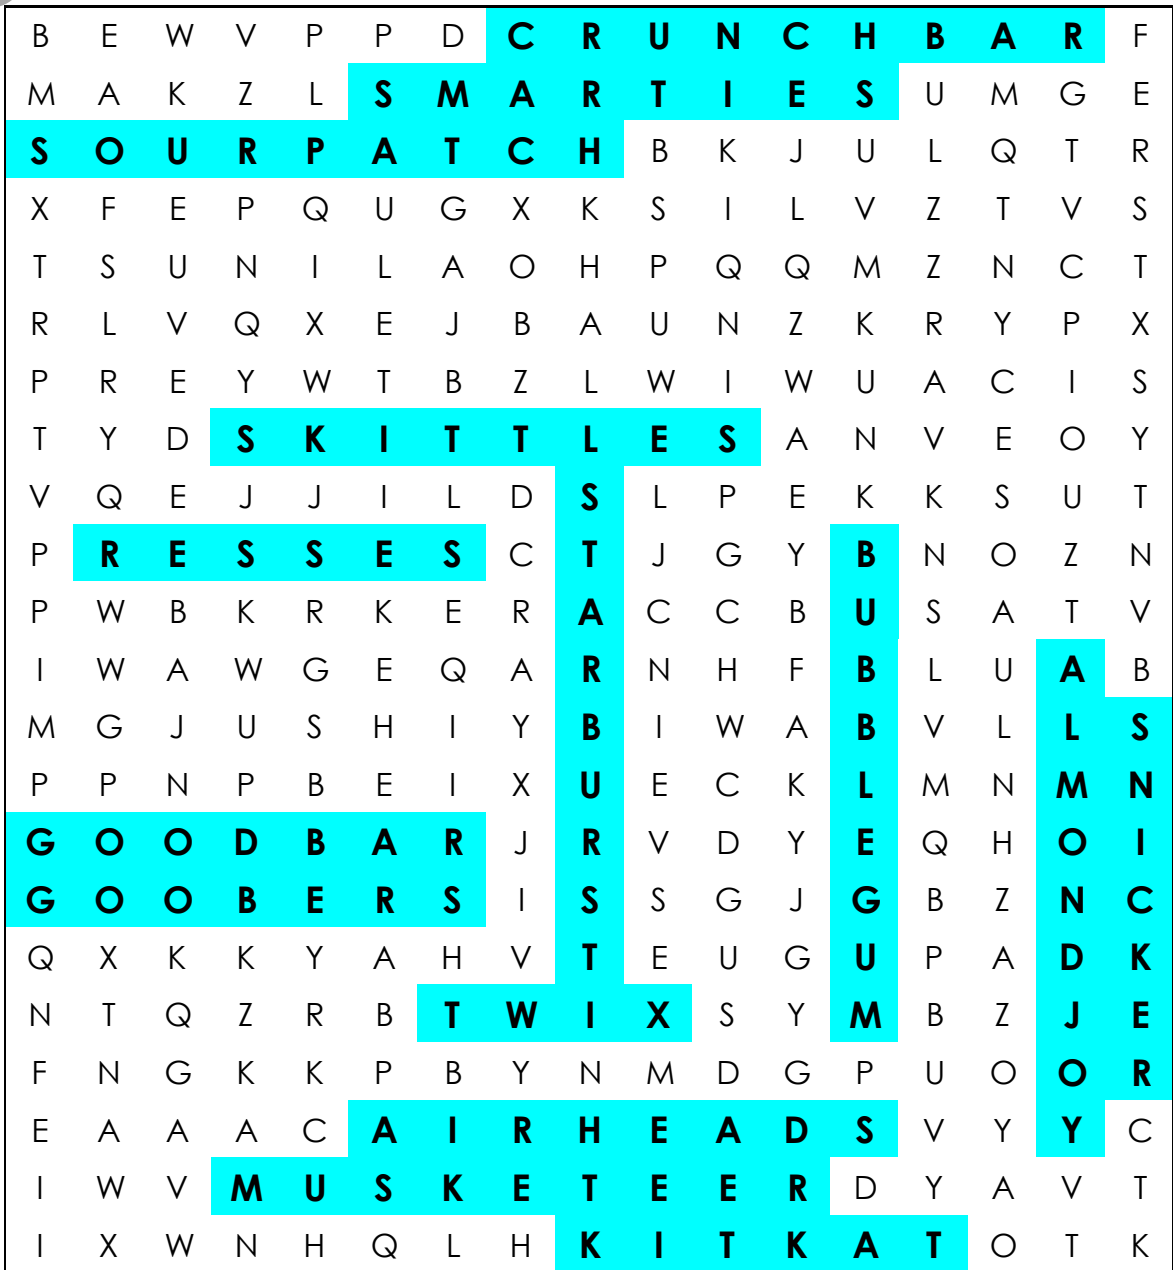 B E W V P P D C R U N C H B A R F
M A K Z L S M A R T I E S U M G E
S O U R P A T C H B K J U L Q T R
X F E P Q U G X K S I L V Z T V S
T S U N I L A O H P Q Q M Z N C T
R L V Q X E J B A U N Z K R Y P X
P R E Y W T B Z L W I W U A C I S
T Y D S K I T T L E S A N V E O Y
V Q E J J I L D S L P E K K S U T
P R E S S E S C T J G Y B N O Z N
P W B K R K E R A C C B U S A T V
I W A W G E Q A R N H F B L U A B
M G J U S H I Y B I W A B V L L S
P P N P B E I X U E C K L M N M N
G O O D B A R J R V D Y E Q H O I
G O O B E R S I S S G J G B Z N C
Q X K K Y A H V T E U G U P A D K
N T Q Z R B T W I X S Y M B Z J E
F N G K K P B Y N M D G P U O O R
E A A A C A I R H E A D S V Y Y C
I W V M U S K E T E E R D Y A V T
I X W N H Q L H K I T K A T O T K